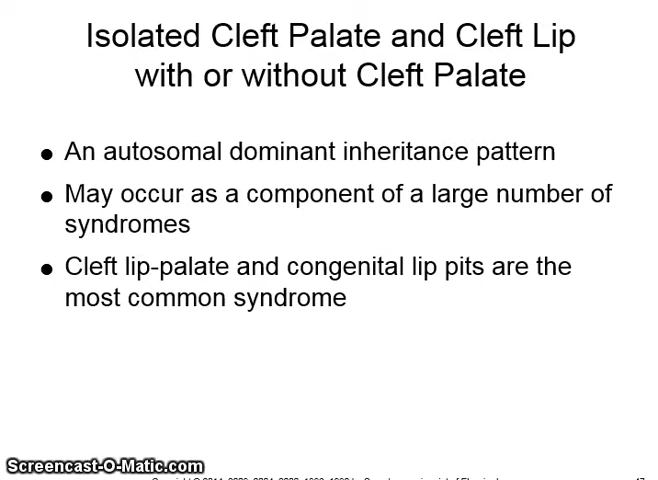 Isolated Cleft Palate and Cleft Lip
with or without Cleft Palate
● An autosomal dominant inheritance pattern
● May occur as a component of a large number of
syndromes
● Cleft lip-palate and congenital lip pits are the
most common syndrome
Screencast-O-Matic.com